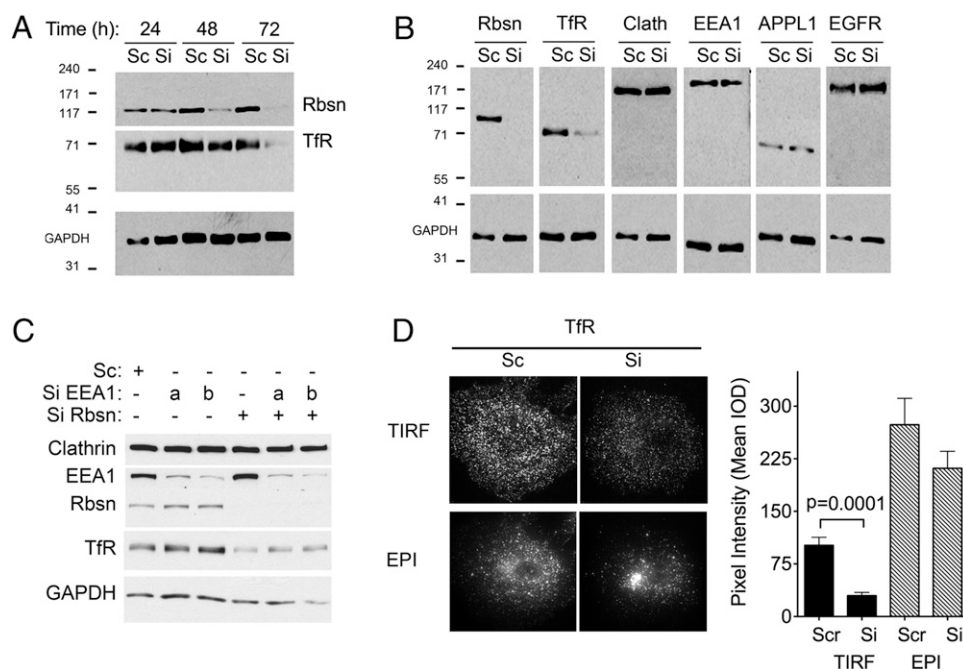 A
Time (h): 24 48 72
Sc Si Sc Si Sc Si
240
171
117
Rbsn
71
TfR
55
41
GAPDH
31
B
Rbsn TfR Clath EEA1 APPL1 EGFR
Sc Si Sc Si Sc Si Sc Si Sc Si Sc Si
240
171
117
71
55
41
GAPDH
31
C
Sc: + - - - - -
Si EEA1: - a b - a b
Si Rbsn: - - - + + +
Clathrin
EEA1
Rbsn
TfR
GAPDH
D
TfR
Sc Si
TIRF
EPI
Pixel Intensity (Mean IOD)
300
225
150
75
0
p=0.0001
Scr Si Scr Si
TIRF EPI